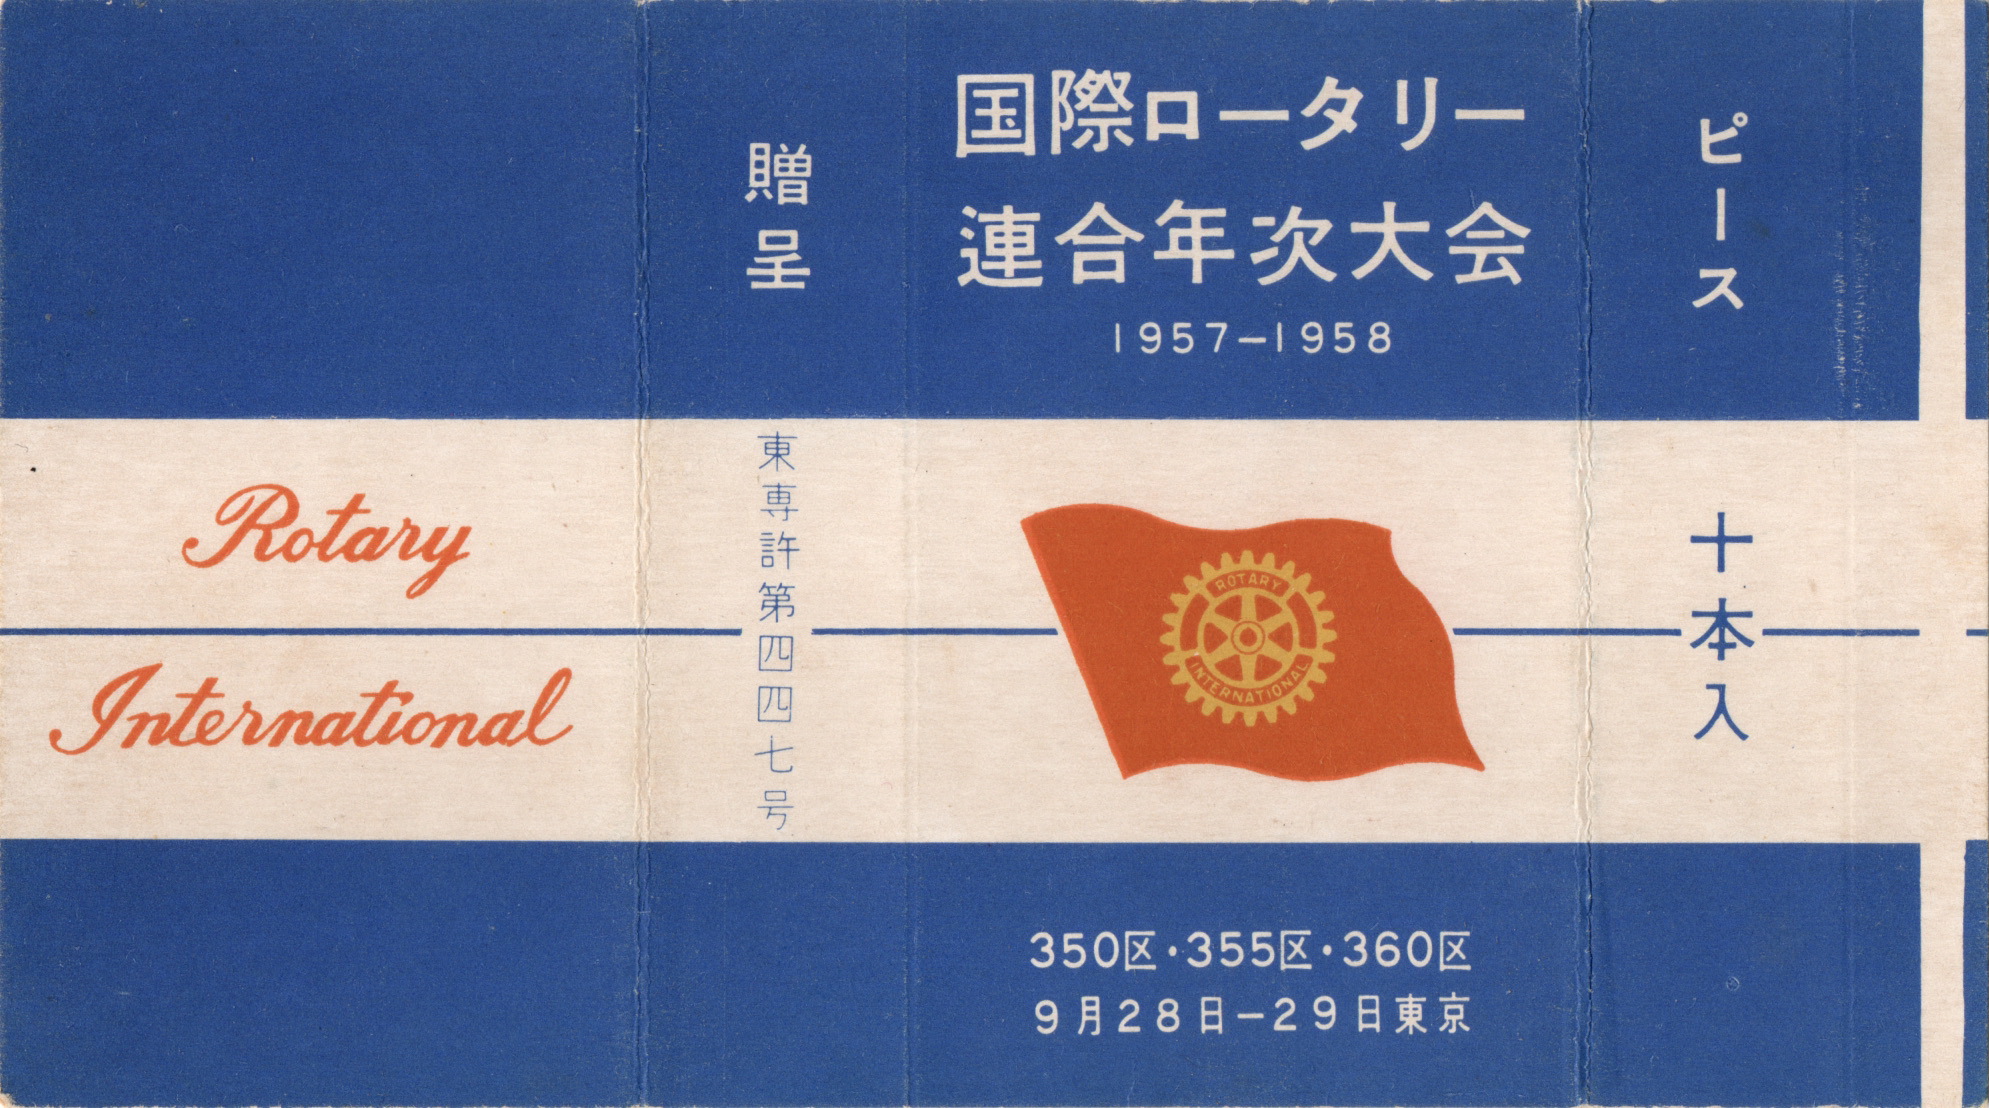 Rotary
International
贈呈
東専許第四四七号
国際ロータリー
連合年次大会
1957-1958
ROTARY
INTERNATIONAL
350区・355区・360区
9月28日-29日東京
ピース
十本入